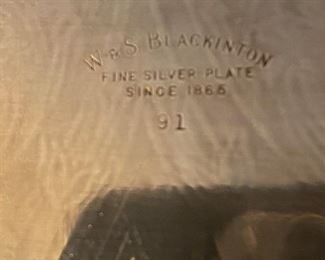 W & S BLACKINTON
FINE SILVER PLATE
SINCE 1865
91